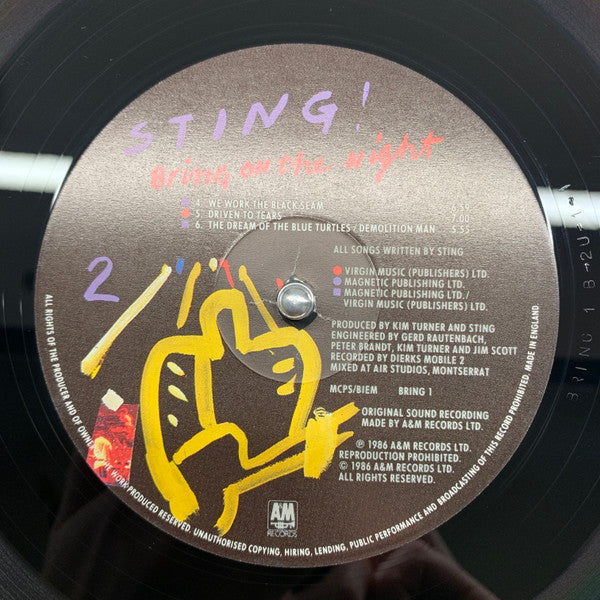 STING!
Bring on the Night
4. WE WORK THE BLACK SEAM 6.59
5. DRIVEN TO TEARS 7.00
6. THE DREAM OF THE BLUE TURTLES / DEMOLITION MAN 5.55
ALL SONGS WRITTEN BY STING
2
VIRGIN MUSIC (PUBLISHERS) LTD.
MAGNETIC PUBLISHING LTD.
MAGNETIC PUBLISHING LTD./
VIRGIN MUSIC (PUBLISHERS) LTD.
PRODUCED BY KIM TURNER AND STING
ENGINEERED BY GERD RAUTENBACH,
PETER BRANDT, KIM TURNER AND JIM SCOTT
RECORDED BY DIERKS MOBILE 2
MIXED AT AIR STUDIOS, MONTSERRAT
MCPS/BIEM BRING 1
ORIGINAL SOUND RECORDING
MADE BY A&M RECORDS LTD.
℗ 1986 A&M RECORDS LTD.
REPRODUCTION PROHIBITED.
© 1986 A&M RECORDS LTD.
ALL RIGHTS RESERVED.
A&M
RECORDS
ALL RIGHTS OF THE PRODUCER AND OF THE WORK PRODUCED RESERVED. UNAUTHORISED COPYING, HIRING, LENDING, PUBLIC PERFORMANCE AND BROADCASTING OF THIS RECORD PROHIBITED. MADE IN ENGLAND.
BRING 1 B